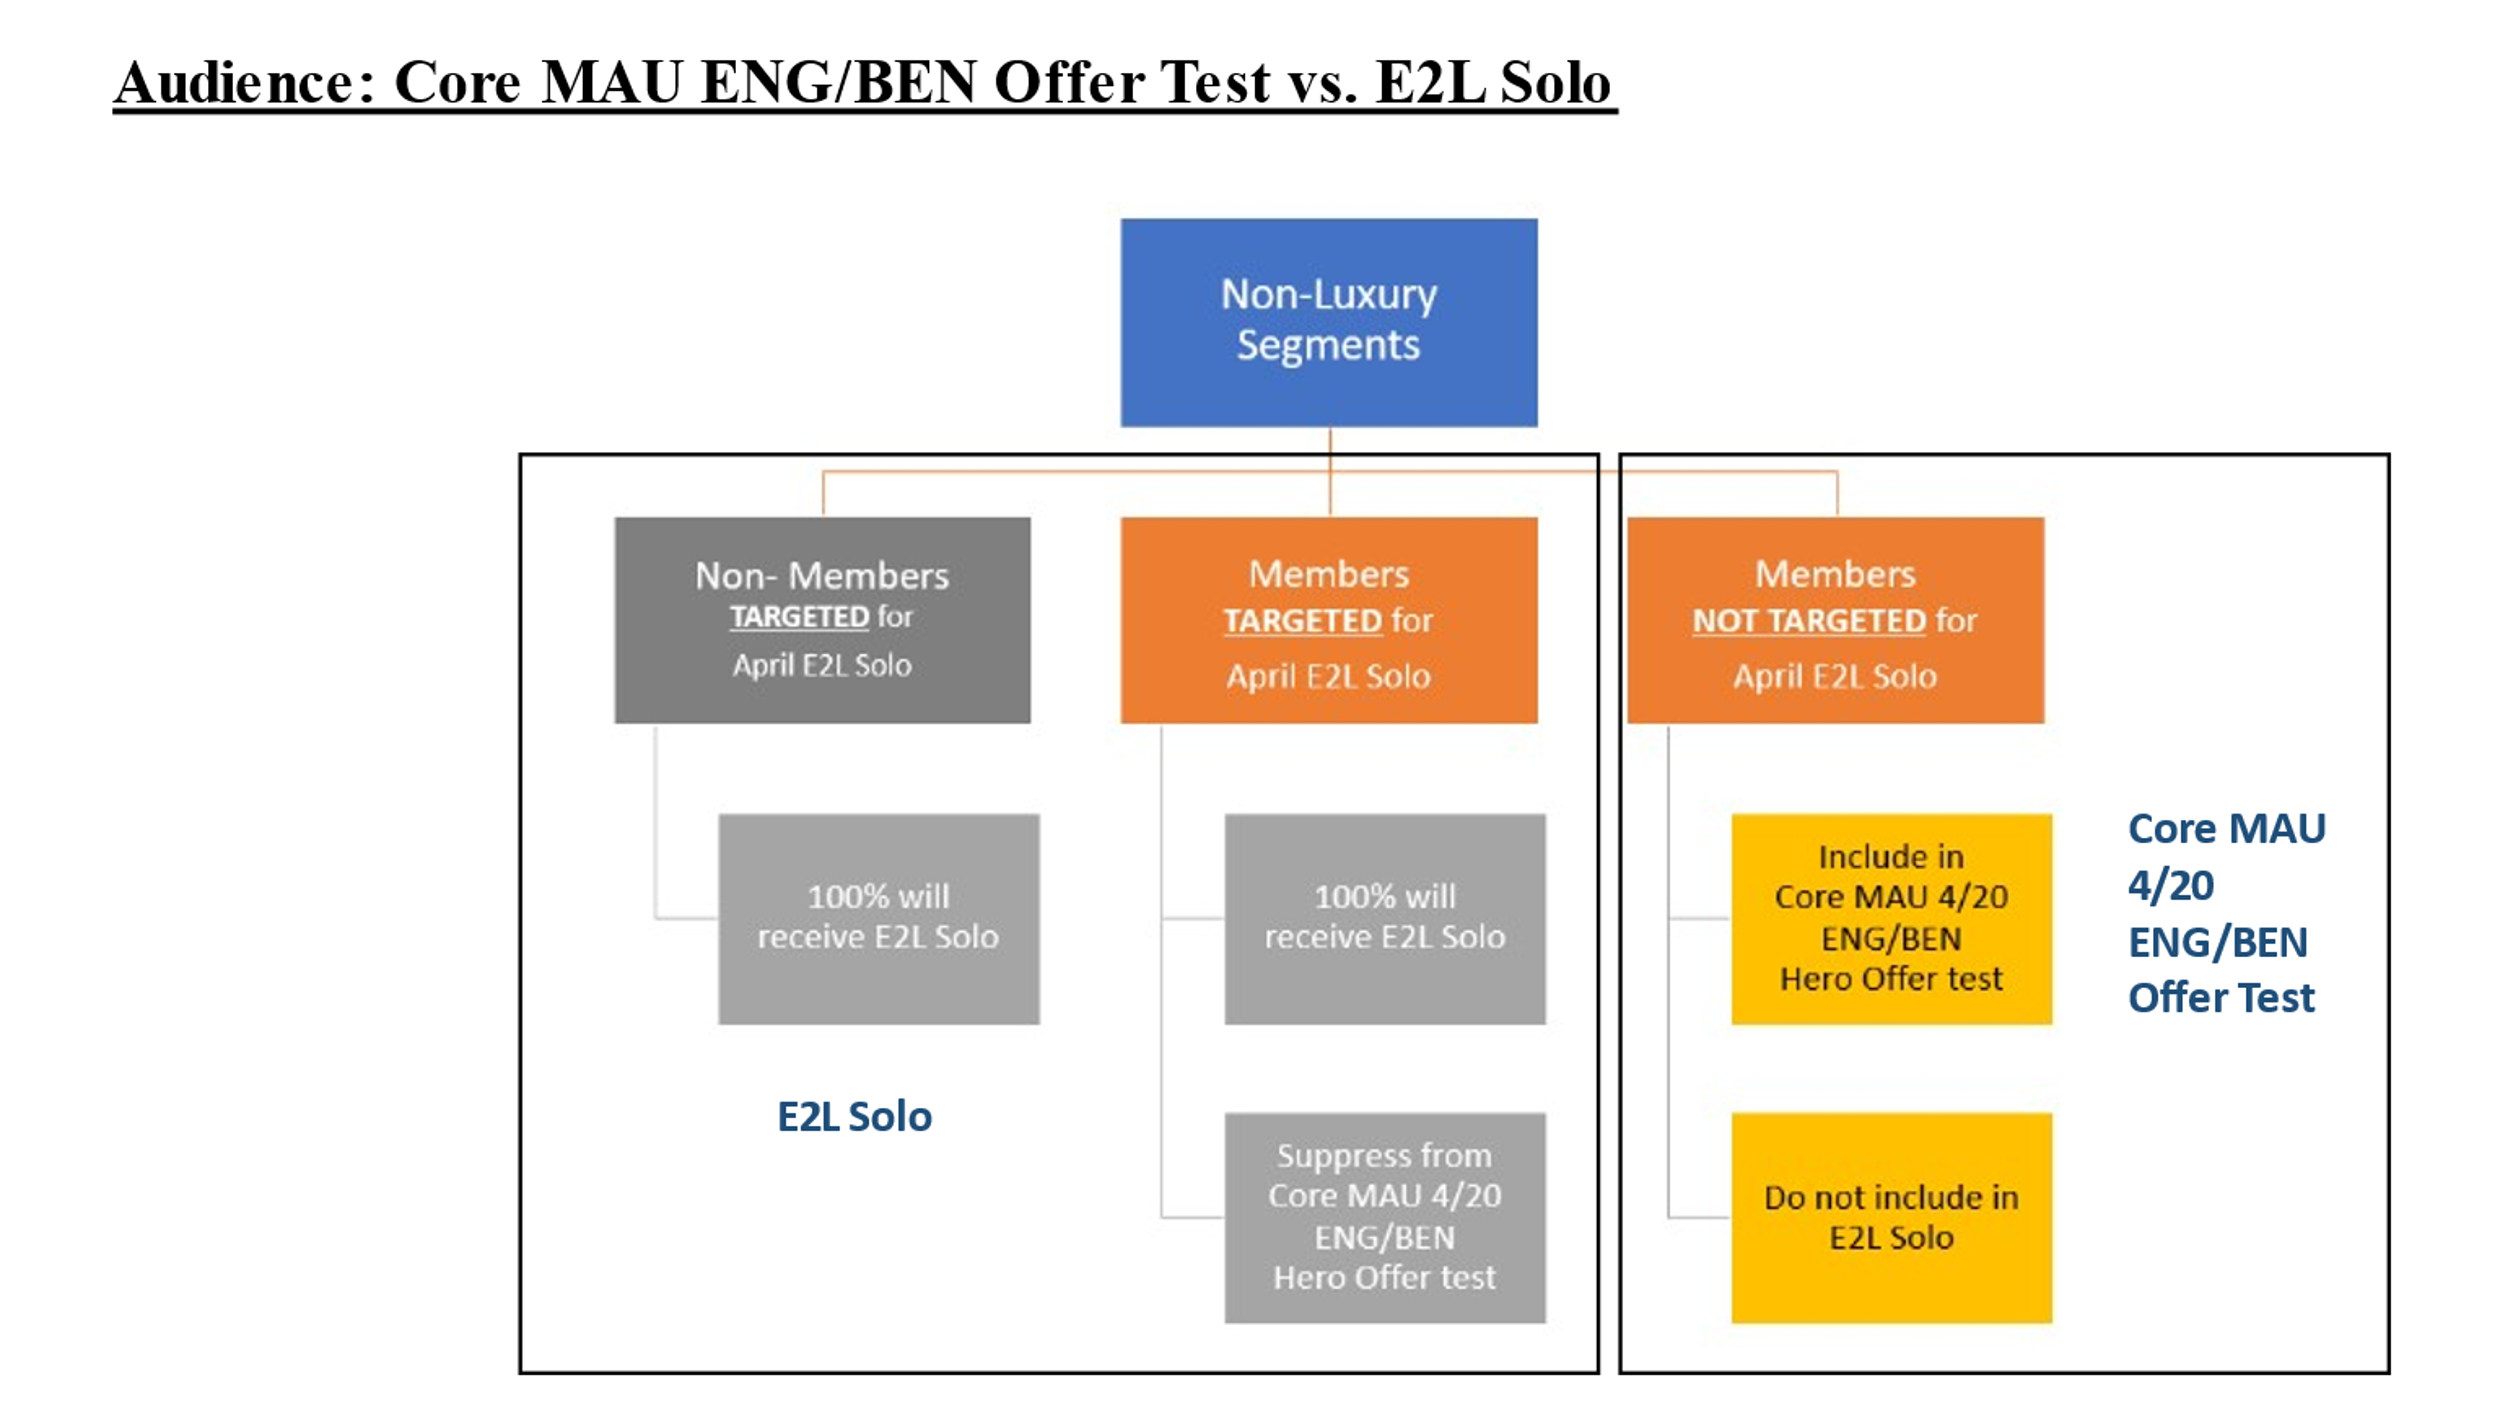 Audience: Core MAU ENG/BEN Offer Test vs. E2L Solo
Non-Luxury
Segments
Non- Members
TARGETED for
April E2L Solo
Members
TARGETED for
April E2L Solo
Members
NOT TARGETED for
April E2L Solo
100% will
receive E2L Solo
100% will
receive E2L Solo
Include in
Core MAU 4/20
ENG/BEN
Hero Offer test
Core MAU
4/20
ENG/BEN
Offer Test
E2L Solo
Suppress from
Core MAU 4/20
ENG/BEN
Hero Offer test
Do not include in
E2L Solo